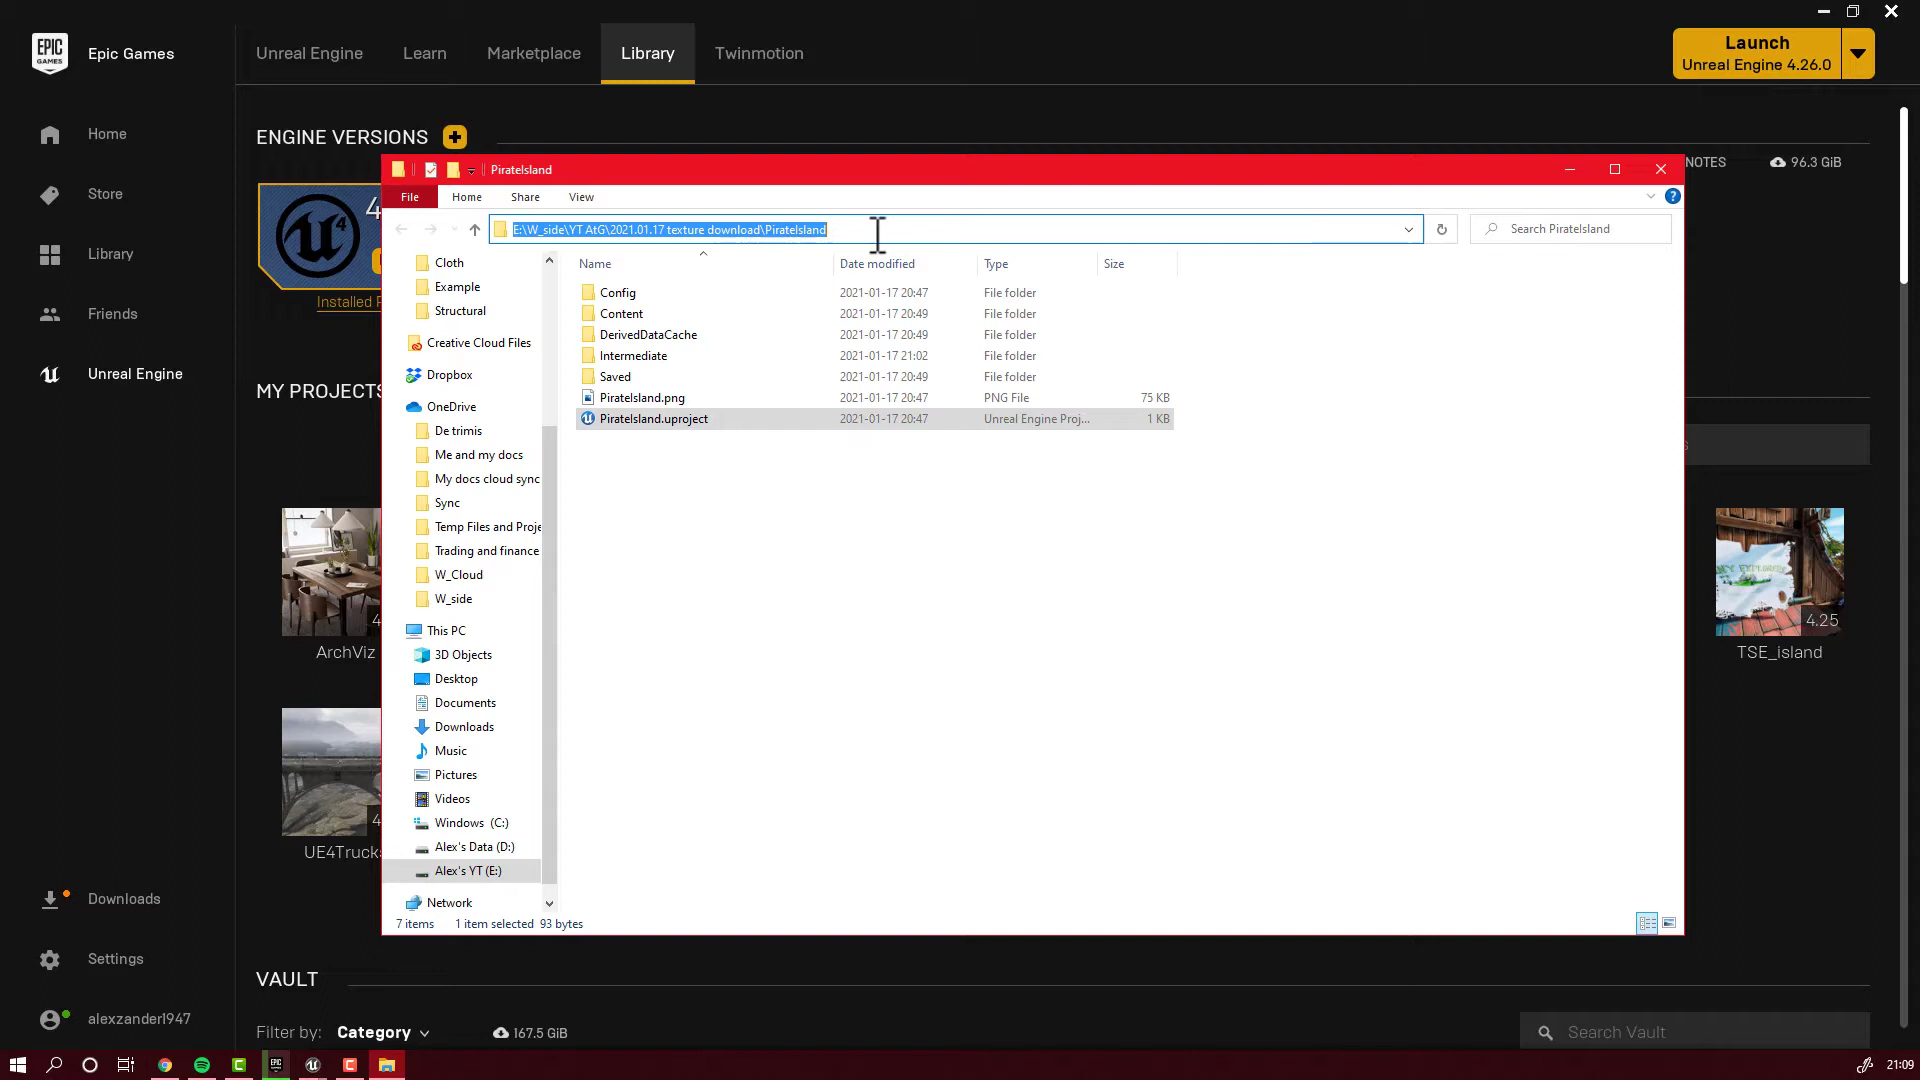 EPIC GAMES
Epic Games
Unreal Engine
Learn
Marketplace
Library
Twinmotion
Launch
Unreal Engine 4.26.0
Home
Store
Library
Friends
Unreal Engine
Downloads
Settings
alexzander1947
ENGINE VERSIONS
NOTES
96.3 GiB
4
4
Installed P
MY PROJECTS
4
ArchViz
4
UE4Truck
4.25
TSE_island
PirateIsland
File
Home
Share
View
E:\W_side\YT AtG\2021.01.17 texture download\PirateIsland
Search PirateIsland
Cloth
Example
Structural
Creative Cloud Files
Dropbox
OneDrive
De trimis
Me and my docs
My docs cloud sync
Sync
Temp Files and Proje
Trading and finance
W_Cloud
W_side
This PC
3D Objects
Desktop
Documents
Downloads
Music
Pictures
Videos
Windows (C:)
Alex's Data (D:)
Alex's YT (E:)
Network
Name Date modified Type Size
Config 2021-01-17 20:47 File folder
Content 2021-01-17 20:49 File folder
DerivedDataCache 2021-01-17 20:49 File folder
Intermediate 2021-01-17 21:02 File folder
Saved 2021-01-17 20:49 File folder
PirateIsland.png 2021-01-17 20:47 PNG File 75 KB
PirateIsland.uproject 2021-01-17 20:47 Unreal Engine Proj... 1 KB
7 items 1 item selected 93 bytes
VAULT
Filter by: Category
167.5 GiB
Search Vault
21:09